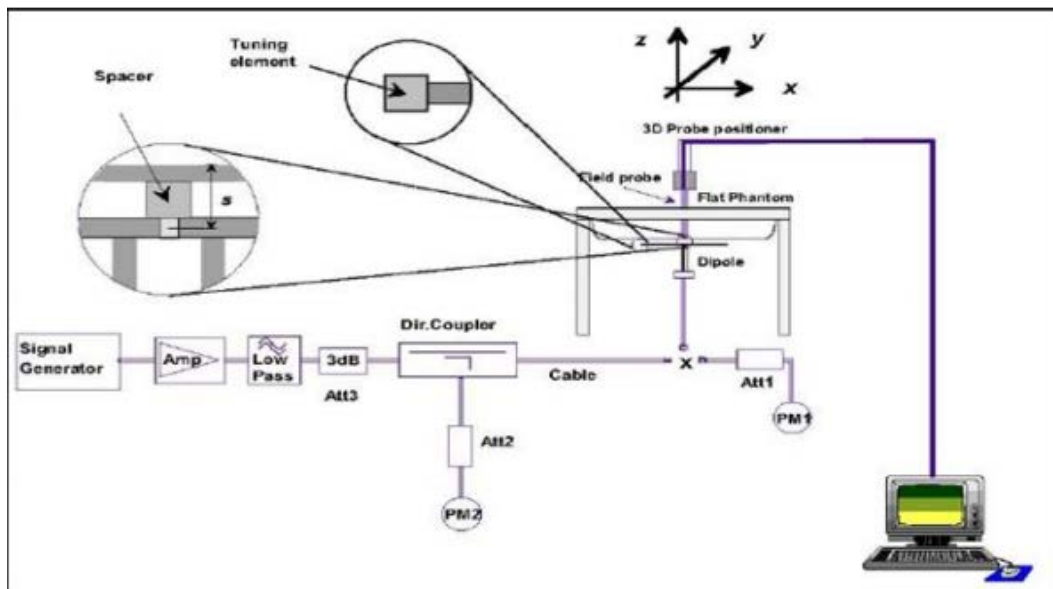 Tuning
element
Spacer
z
y
x
3D Probe positioner
Field probe
Flat Phantom
s
Dipole
Dir.Coupler
Signal
Generator
Amp
Low
Pass
3dB
Att3
Cable
x
Att1
PM1
Att2
PM2